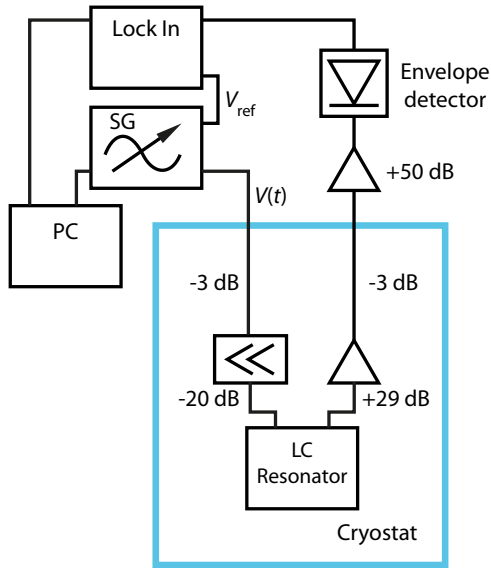 Lock In
Envelope
detector
V_ref
SG
+50 dB
V(t)
PC
-3 dB
-3 dB
-20 dB
+29 dB
LC
Resonator
Cryostat